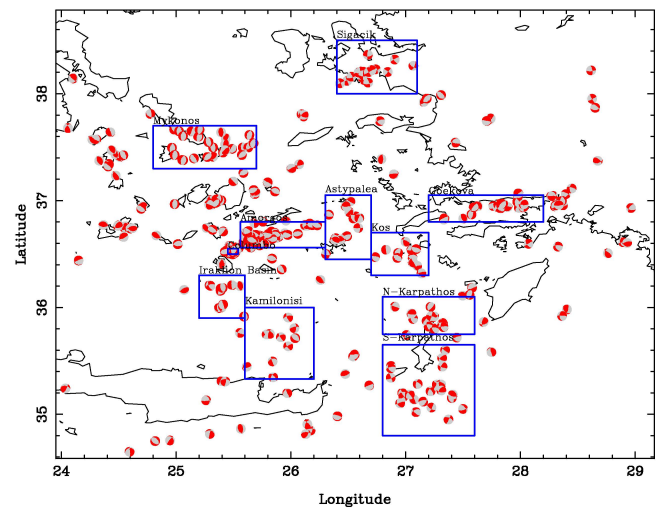 Sigacik
38
Mykonos
Astypalea
Goekova
37
Amorgos
Kos
Iraklion Basin
N-Karpathos
36
Kamilonisi
S-Karpathos
35
24
25
26
27
28
29
Latitude
Longitude